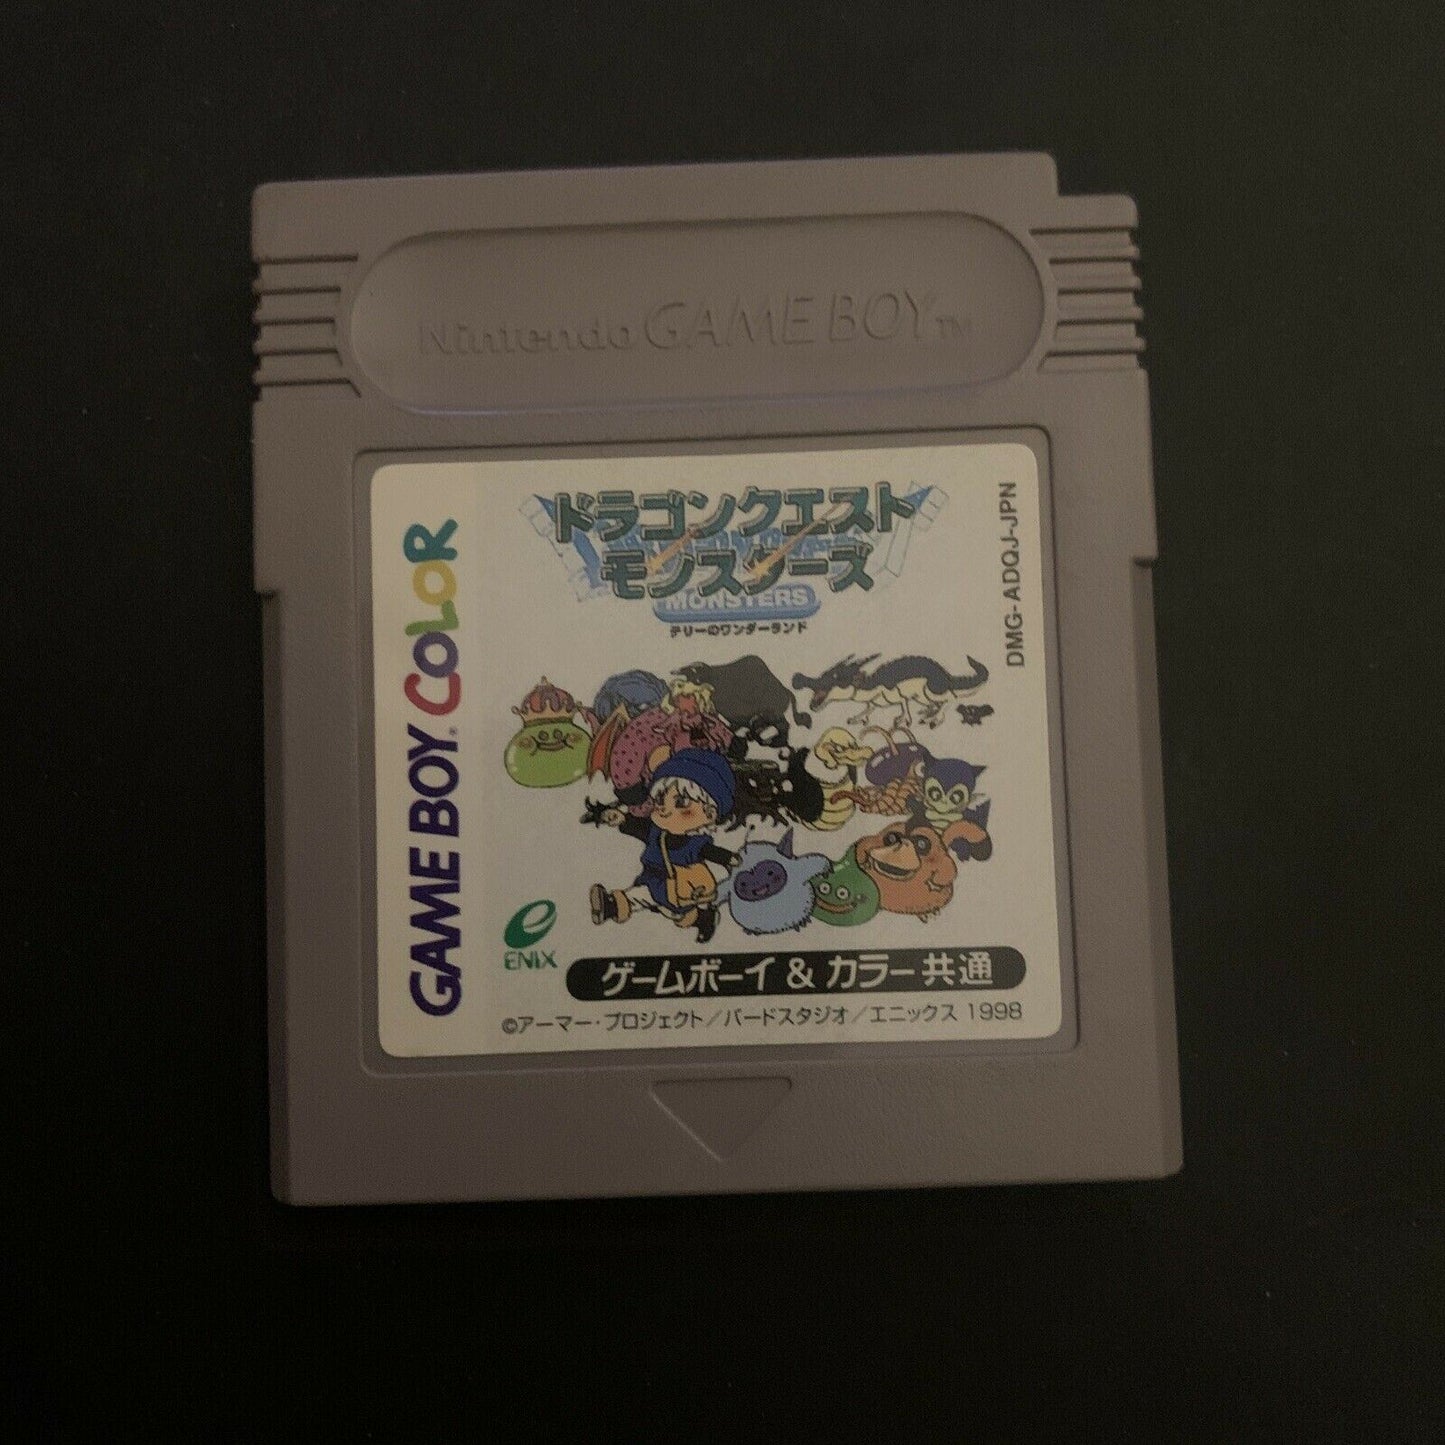 Nintendo GAME BOY™
GAME BOY COLOR
ドラゴンクエスト
モンスターズ
MONSTERS
テリーのワンダーランド
DMG-ADQJ-JPN
ENIX
ゲームボーイ & カラー共通
©アーマー・プロジェクト／バードスタジオ／エニックス 1998